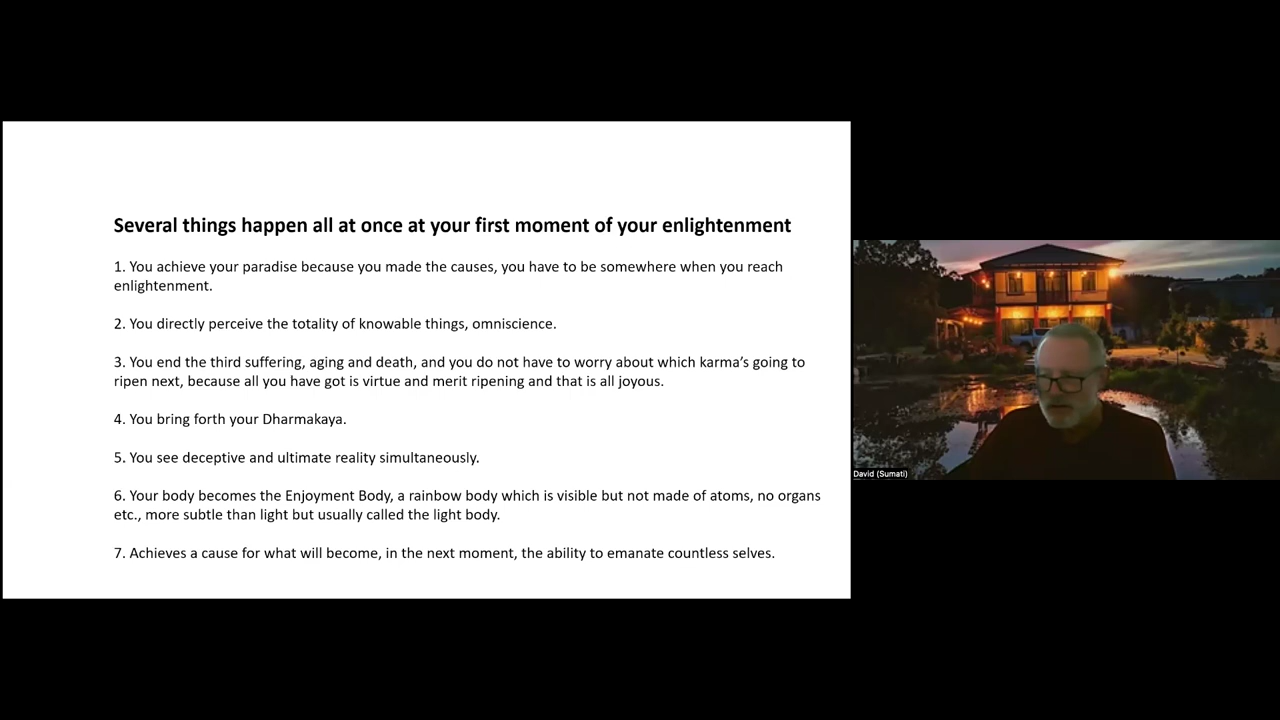 Several things happen all at once at your first moment of your enlightenment
1. You achieve your paradise because you made the causes, you have to be somewhere when you reach
enlightenment.
2. You directly perceive the totality of knowable things, omniscience.
3. You end the third suffering, aging and death, and you do not have to worry about which karma’s going to
ripen next, because all you have got is virtue and merit ripening and that is all joyous.
4. You bring forth your Dharmakaya.
5. You see deceptive and ultimate reality simultaneously.
6. Your body becomes the Enjoyment Body, a rainbow body which is visible but not made of atoms, no organs
etc., more subtle than light but usually called the light body.
7. Achieves a cause for what will become, in the next moment, the ability to emanate countless selves.
David (Sumati)